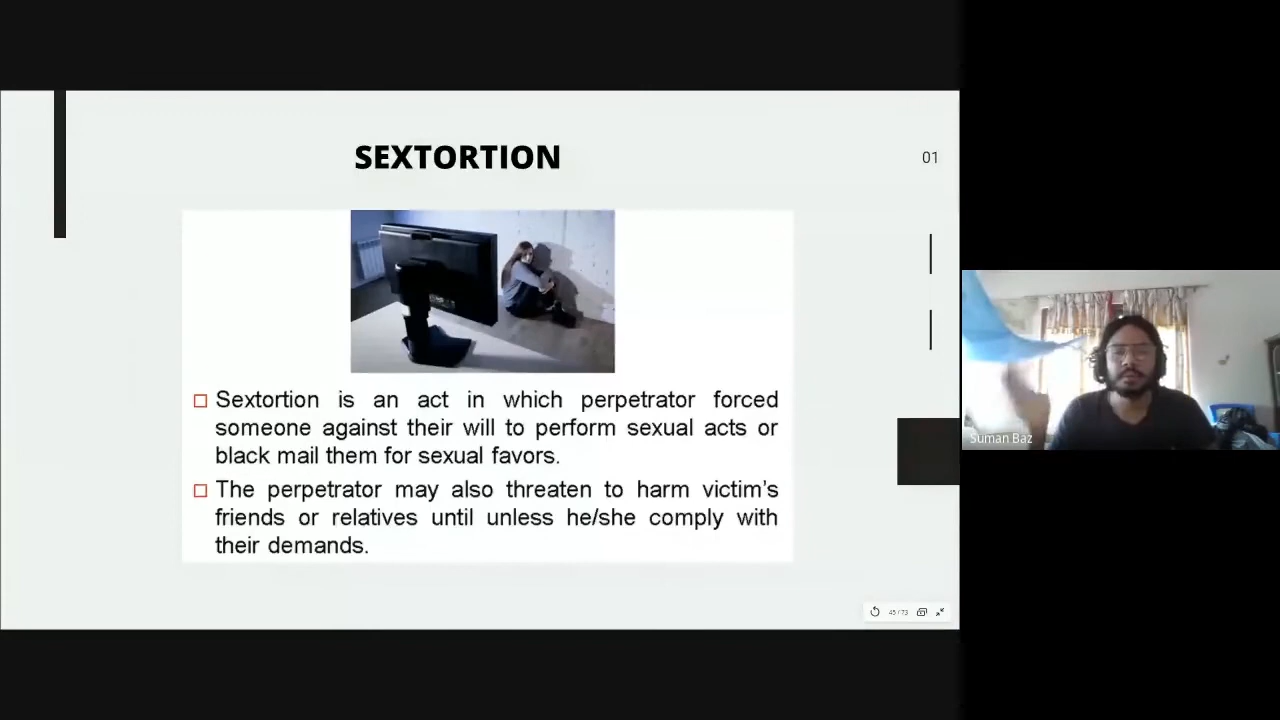 SEXTORTION
01
Sextortion is an act in which perpetrator forced
someone against their will to perform sexual acts or
black mail them for sexual favors.
The perpetrator may also threaten to harm victim's
friends or relatives until unless he/she comply with
their demands.
45 / 73
Suman Baz